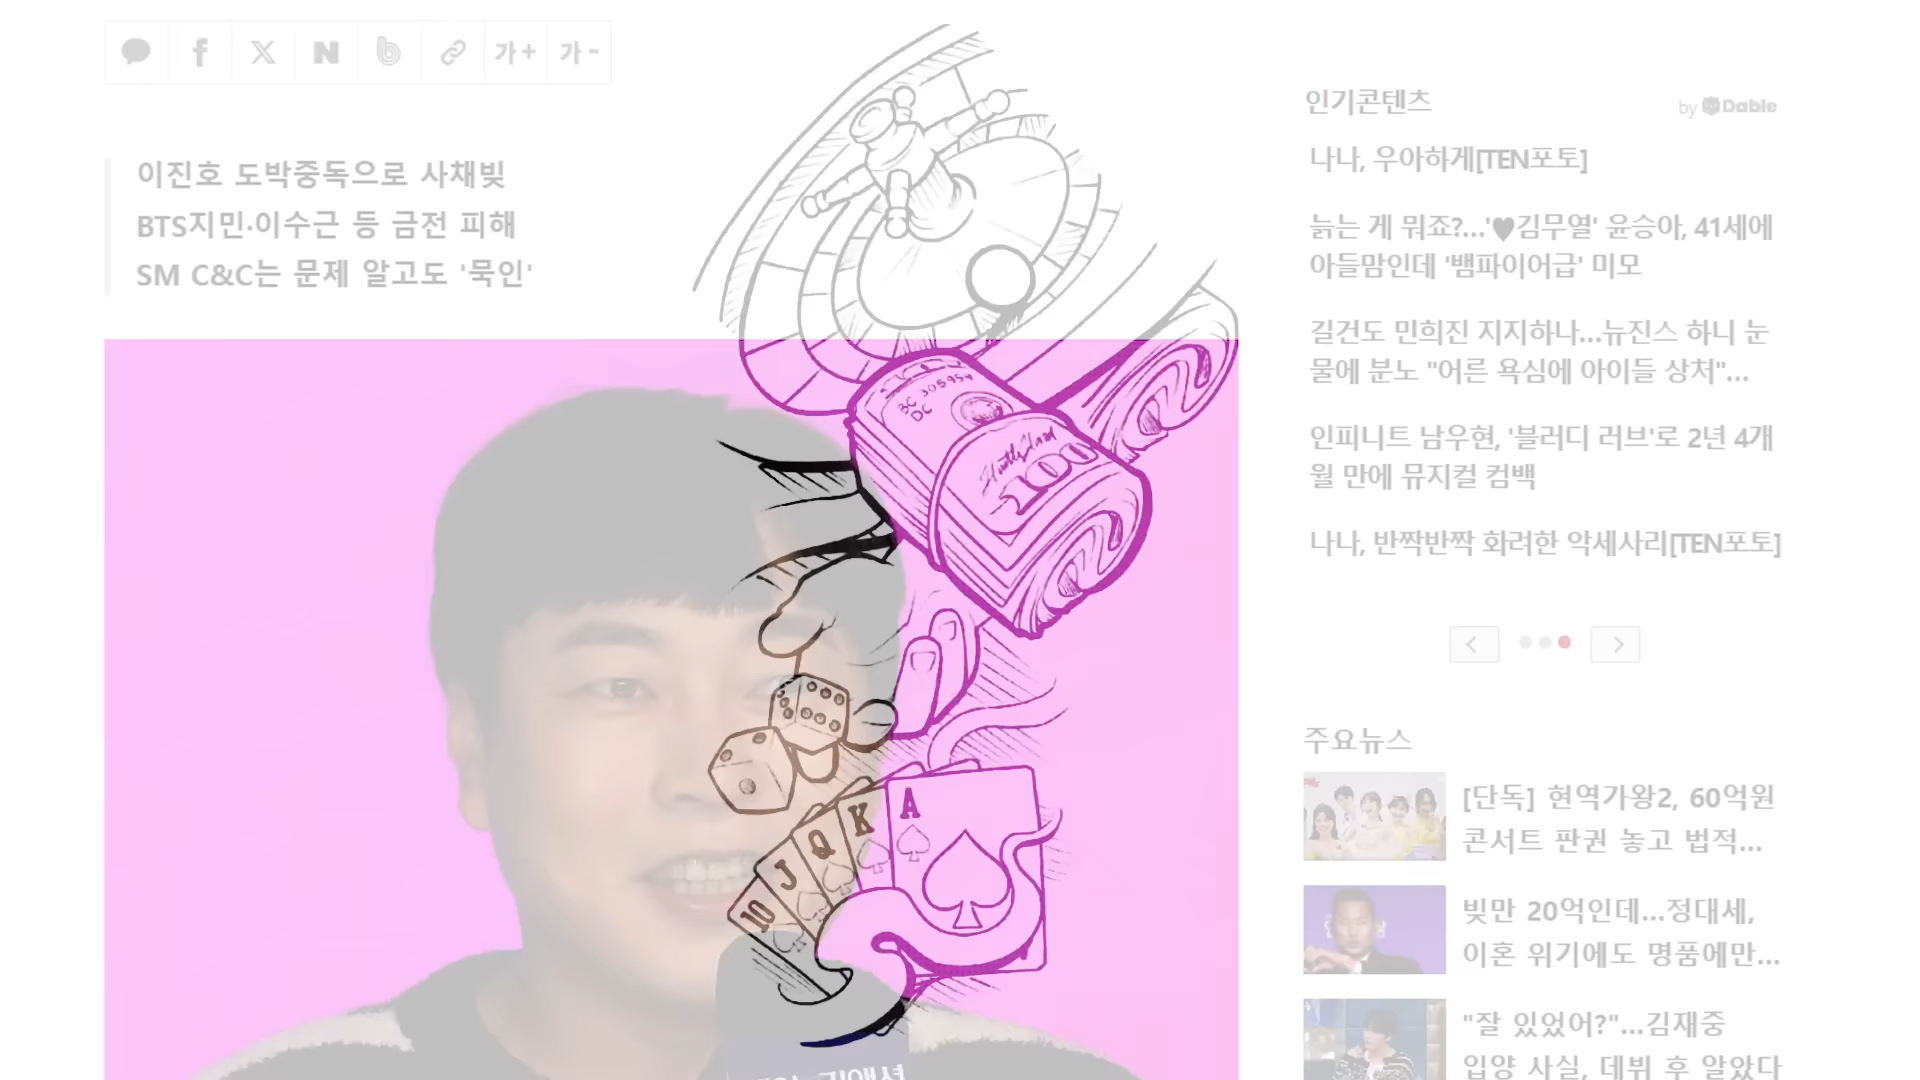 가+ 가-
이진호 도박중독으로 사채빚
BTS지민·이수근 등 금전 피해
SM C&C는 문제 알고도 '묵인'
BC 305954
DC
100
A
K
Q
J
10
인기콘텐츠
by Dable
나나, 우아하게[TEN포토]
늙는 게 뭐죠?...'♥김무열' 윤승아, 41세에
아들맘인데 '뱀파이어급' 미모
길건도 민희진 지지하나...뉴진스 하니 눈
물에 분노 "어른 욕심에 아이들 상처"...
인피니트 남우현, '블러디 러브'로 2년 4개
월 만에 뮤지컬 컴백
나나, 반짝반짝 화려한 악세사리[TEN포토]
주요뉴스
[단독] 현역가왕2, 60억원
콘서트 판권 놓고 법적...
빚만 20억인데...정대세,
이혼 위기에도 명품에만...
"잘 있었어?"...김재중
입양 사실, 데뷔 후 알았다